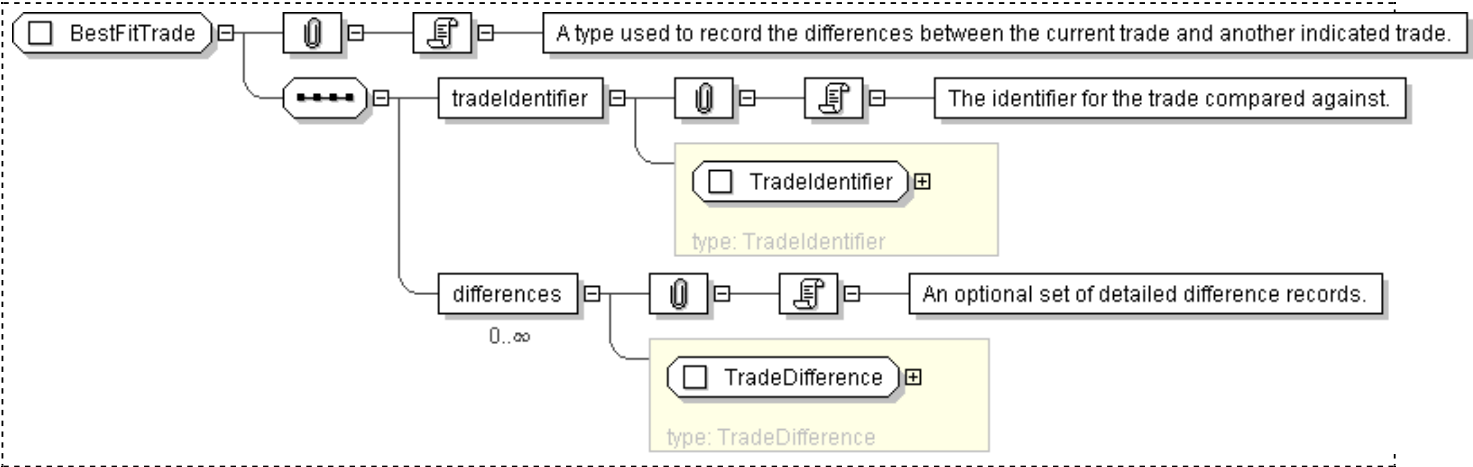 BestFitTrade
A type used to record the differences between the current trade and another indicated trade.
tradeIdentifier
The identifier for the trade compared against.
TradeIdentifier
type: TradeIdentifier
differences
An optional set of detailed difference records.
0..∞
TradeDifference
type: TradeDifference